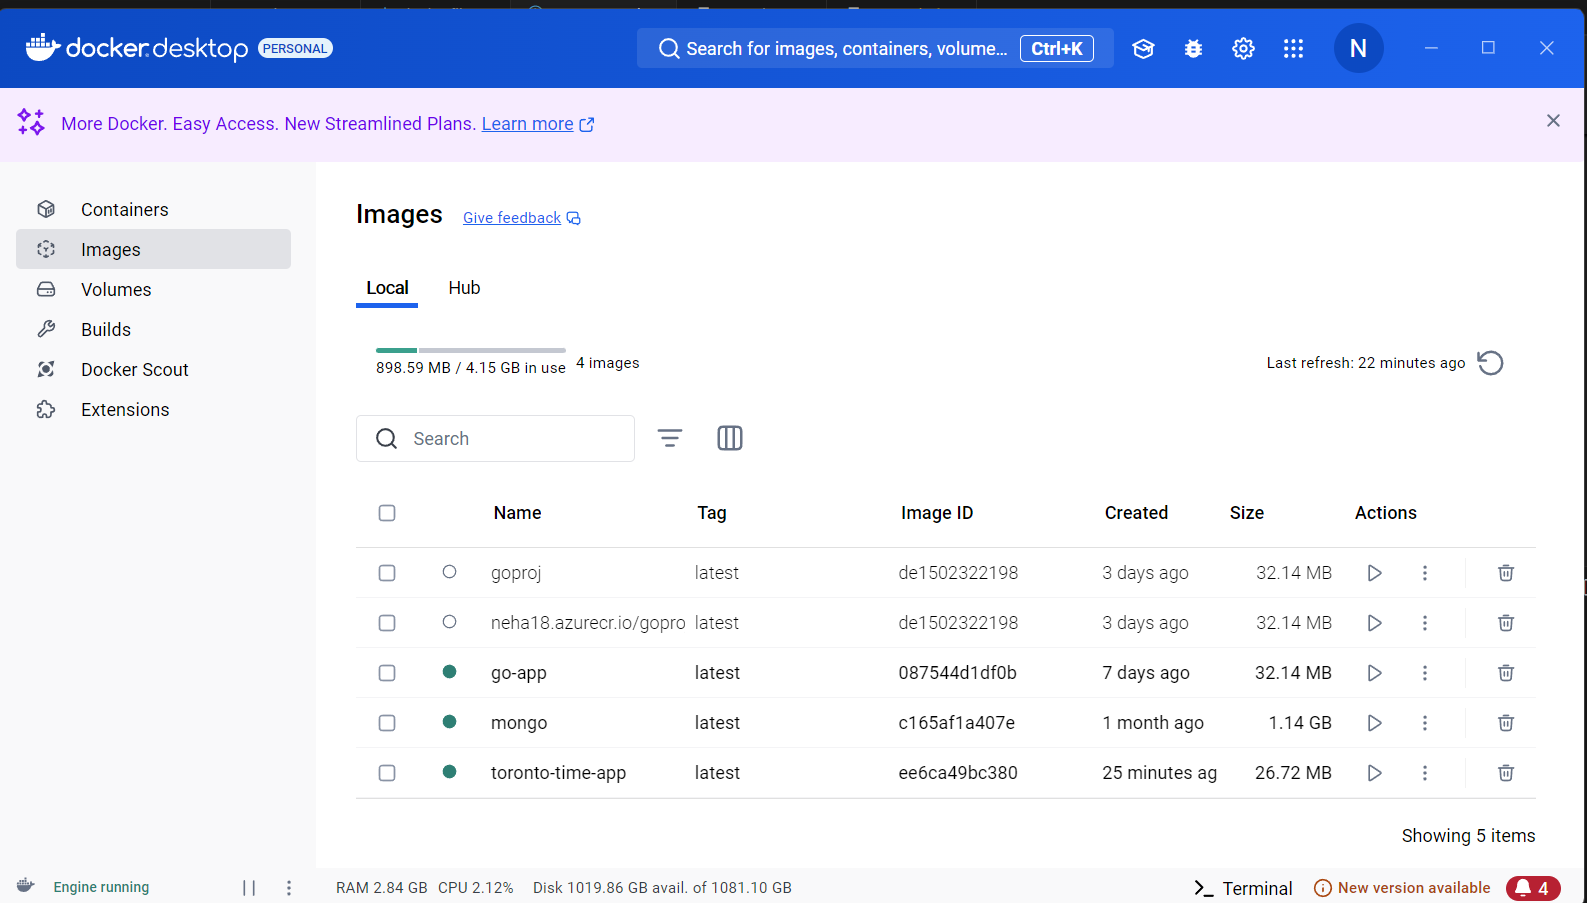 docker.desktop PERSONAL
Search for images, containers, volume... Ctrl+K
N
More Docker. Easy Access. New Streamlined Plans. Learn more
Containers
Images
Volumes
Builds
Docker Scout
Extensions
Images Give feedback
Local Hub
898.59 MB / 4.15 GB in use 4 images
Last refresh: 22 minutes ago
Search
Name Tag Image ID Created Size Actions
goproj latest de1502322198 3 days ago 32.14 MB
neha18.azurecr.io/gopro latest de1502322198 3 days ago 32.14 MB
go-app latest 087544d1df0b 7 days ago 32.14 MB
mongo latest c165af1a407e 1 month ago 1.14 GB
toronto-time-app latest ee6ca49bc380 25 minutes ag 26.72 MB
Showing 5 items
Engine running RAM 2.84 GB CPU 2.12% Disk 1019.86 GB avail. of 1081.10 GB Terminal New version available 4